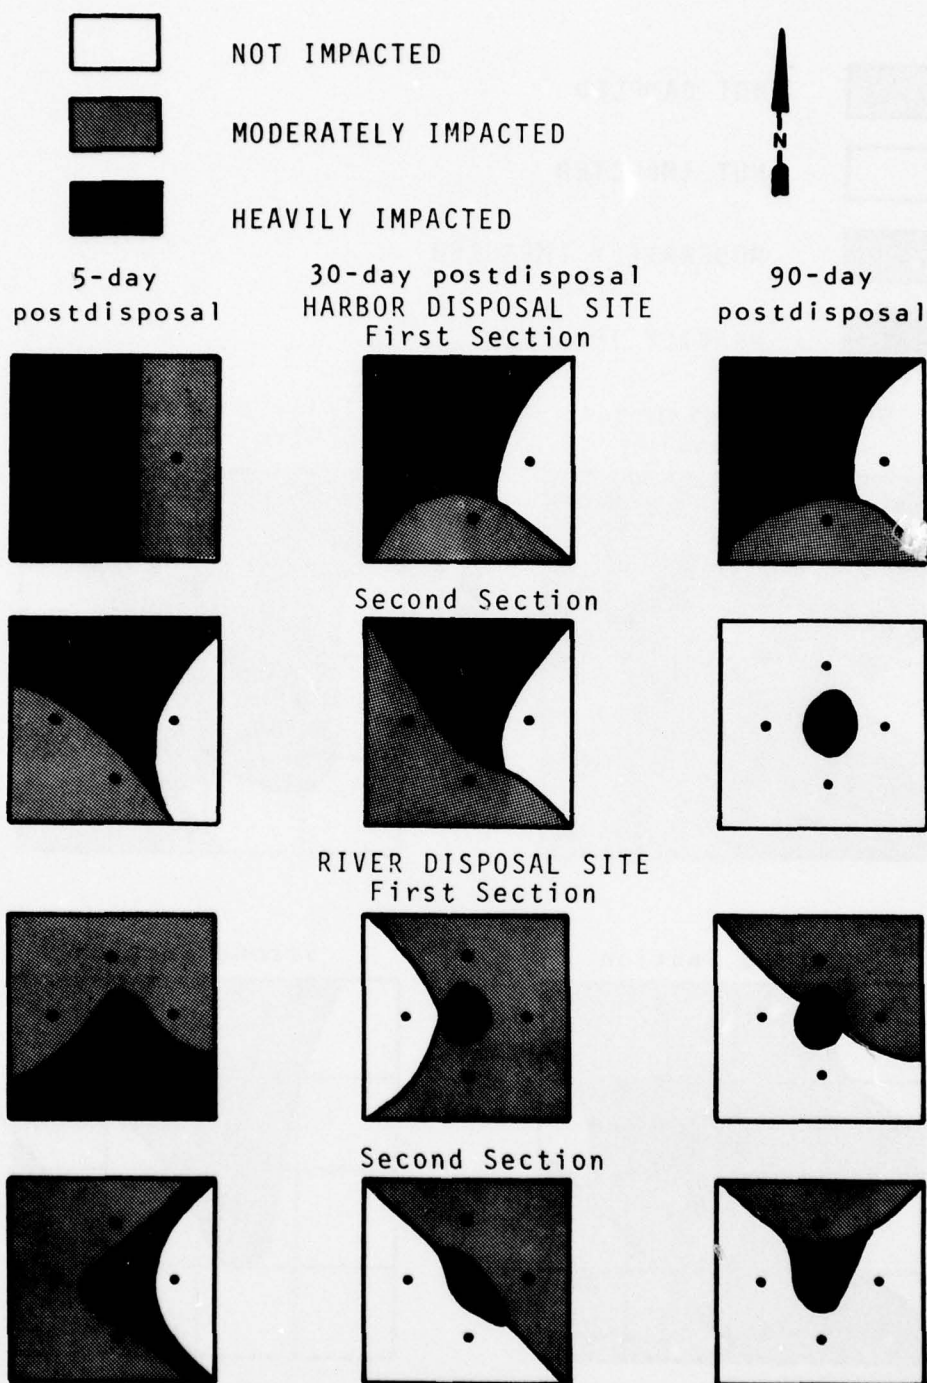 NOT IMPACTED
N
MODERATELY IMPACTED
HEAVILY IMPACTED
5-day
postdisposal
30-day postdisposal
90-day
postdisposal
HARBOR DISPOSAL SITE
First Section
Second Section
RIVER DISPOSAL SITE
First Section
Second Section